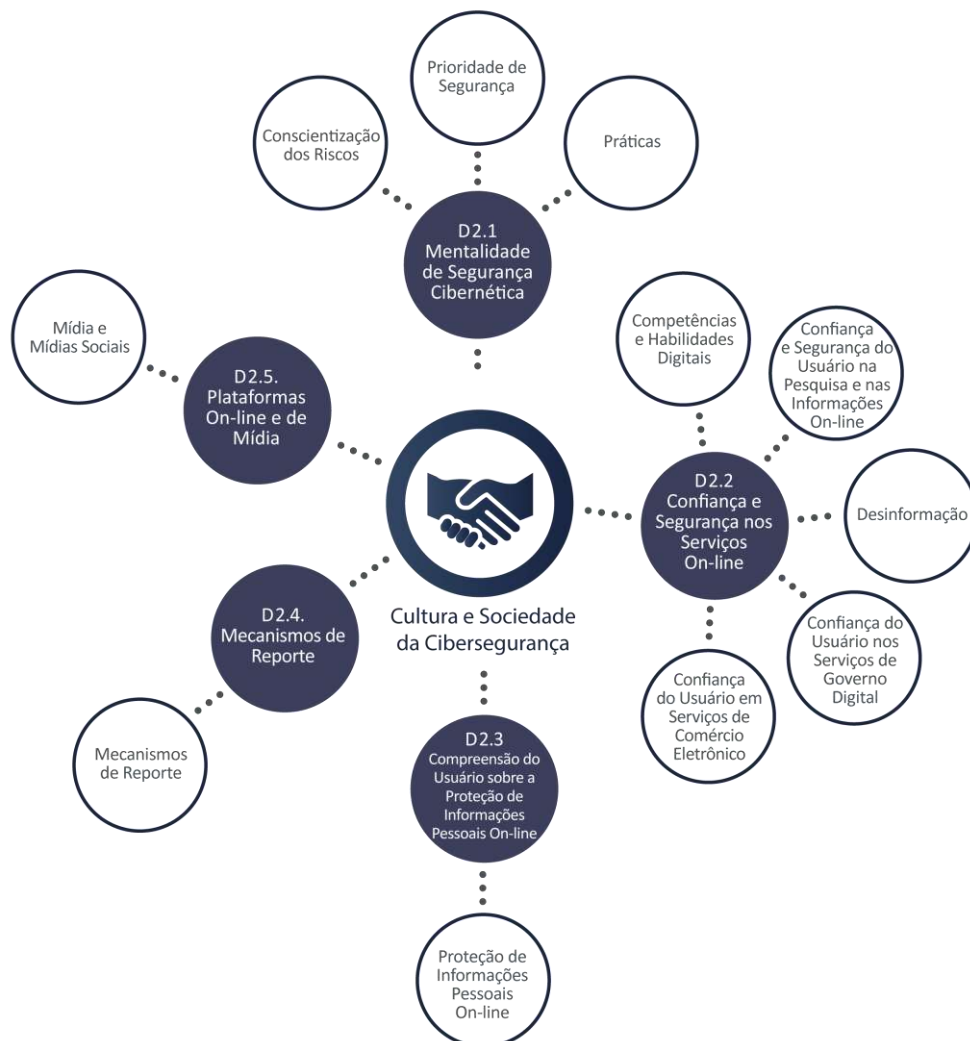 Prioridade de
Segurança
Conscientização
dos Riscos
Práticas
D2.1
Mentalidade
de Segurança
Cibernética
Mídia e
Mídias Sociais
D2.5.
Plataformas
On-line e de
Mídia
Competências
e Habilidades
Digitais
Confiança
e Segurança do
Usuário na
Pesquisa e nas
Informações
On-line
D2.2
Confiança e
Segurança nos
Serviços
On-line
Desinformação
Cultura e Sociedade
da Cibersegurança
D2.4.
Mecanismos de
Reporte
Mecanismos
de Reporte
Confiança do
Usuário nos
Serviços de
Governo
Digital
Confiança
do Usuário em
Serviços de
Comércio
Eletrônico
D2.3
Compreensão do
Usuário sobre a
Proteção de
Informações
Pessoais On-line
Proteção de
Informações
Pessoais
On-line